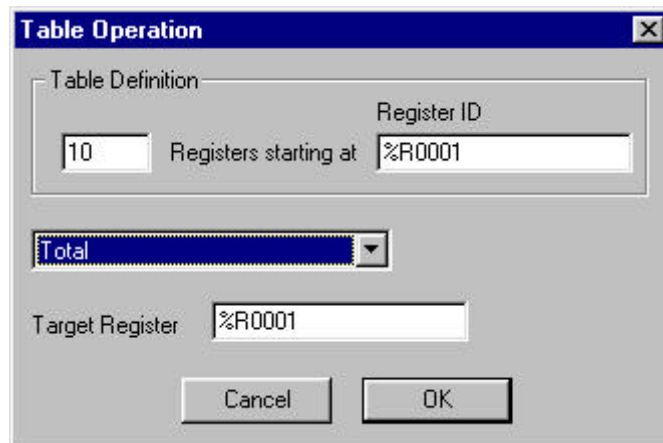 Table Operation
Table Definition
Register ID
10 Registers starting at %R0001
Total
Target Register %R0001
Cancel OK